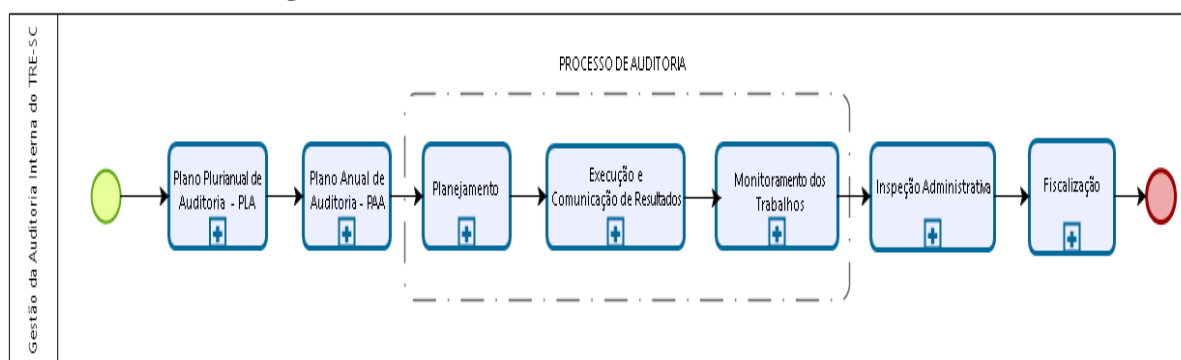 Gestão da Auditoria Interna do TRE-SC
PROCESSO DE AUDITORIA
Plano Plurianual de
Auditoria - PLA
Plano Anual de
Auditoria - PAA
Planejamento
Execução e
Comunicação de Resultados
Monitoramento dos
Trabalhos
Inspeção Administrativa
Fiscalização